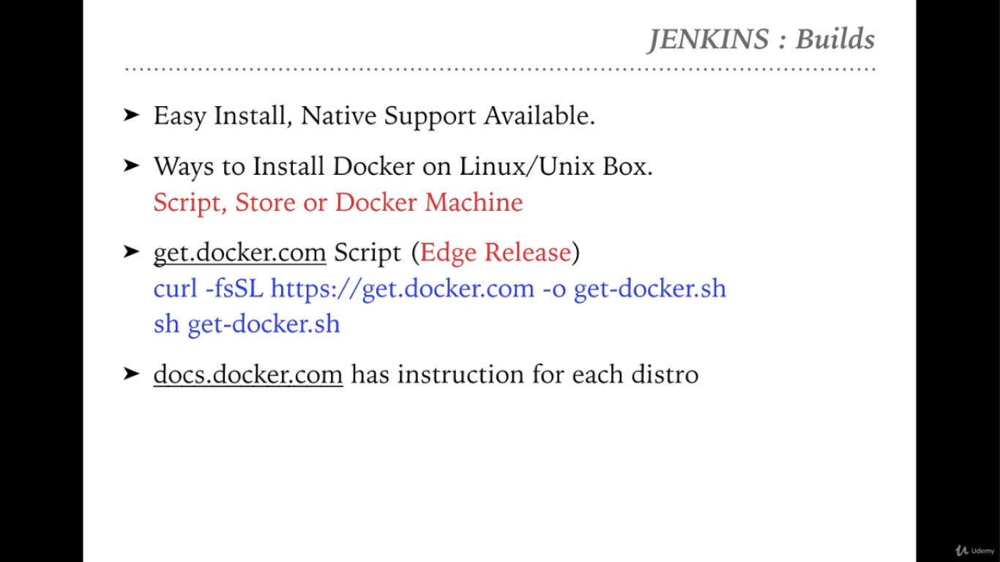 JENKINS : Builds
➤ Easy Install, Native Support Available.
➤ Ways to Install Docker on Linux/Unix Box.
Script, Store or Docker Machine
➤ get.docker.com Script (Edge Release)
curl -fsSL https://get.docker.com -o get-docker.sh
sh get-docker.sh
➤ docs.docker.com has instruction for each distro
Udemy